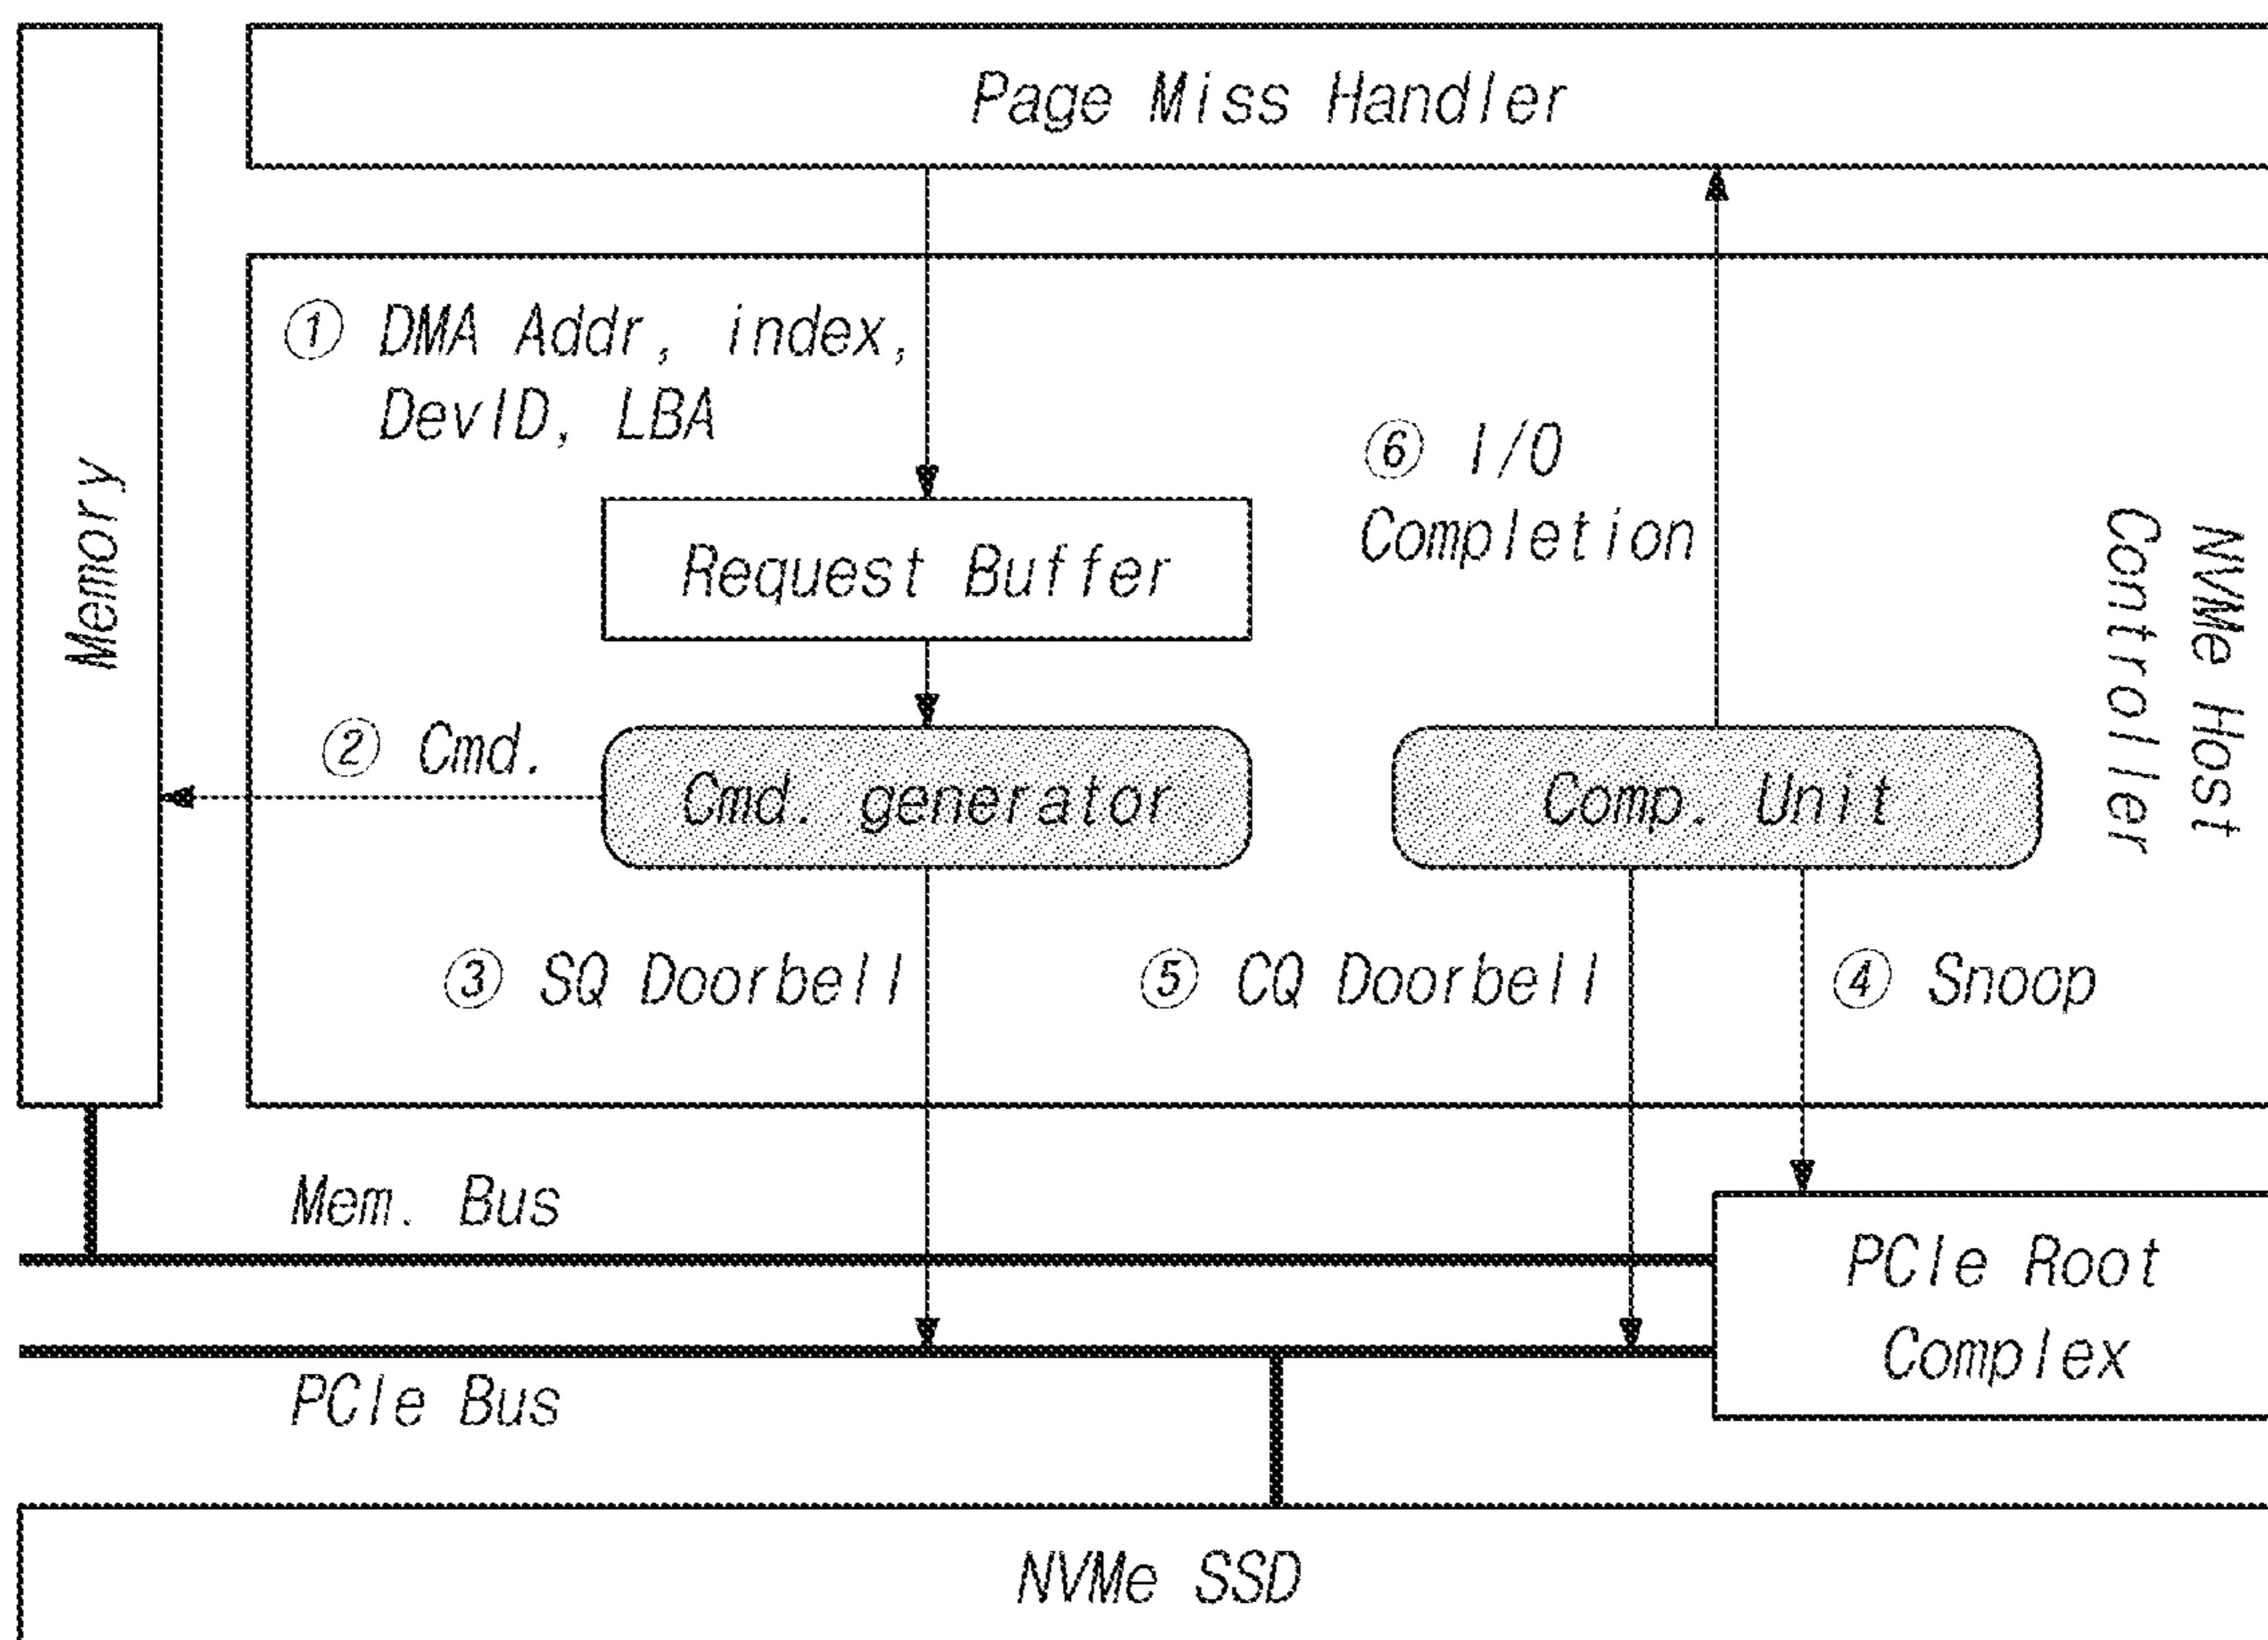 Page Miss Handler
① DMA Addr, index,
DevID, LBA
⑥ I/O
Completion
Memory
Request Buffer
NVMe Host
Controller
② Cmd.
Cmd. generator
Comp. Unit
③ SQ Doorbell
⑤ CQ Doorbell
④ Snoop
Mem. Bus
PCIe Root
Complex
PCIe Bus
NVMe SSD